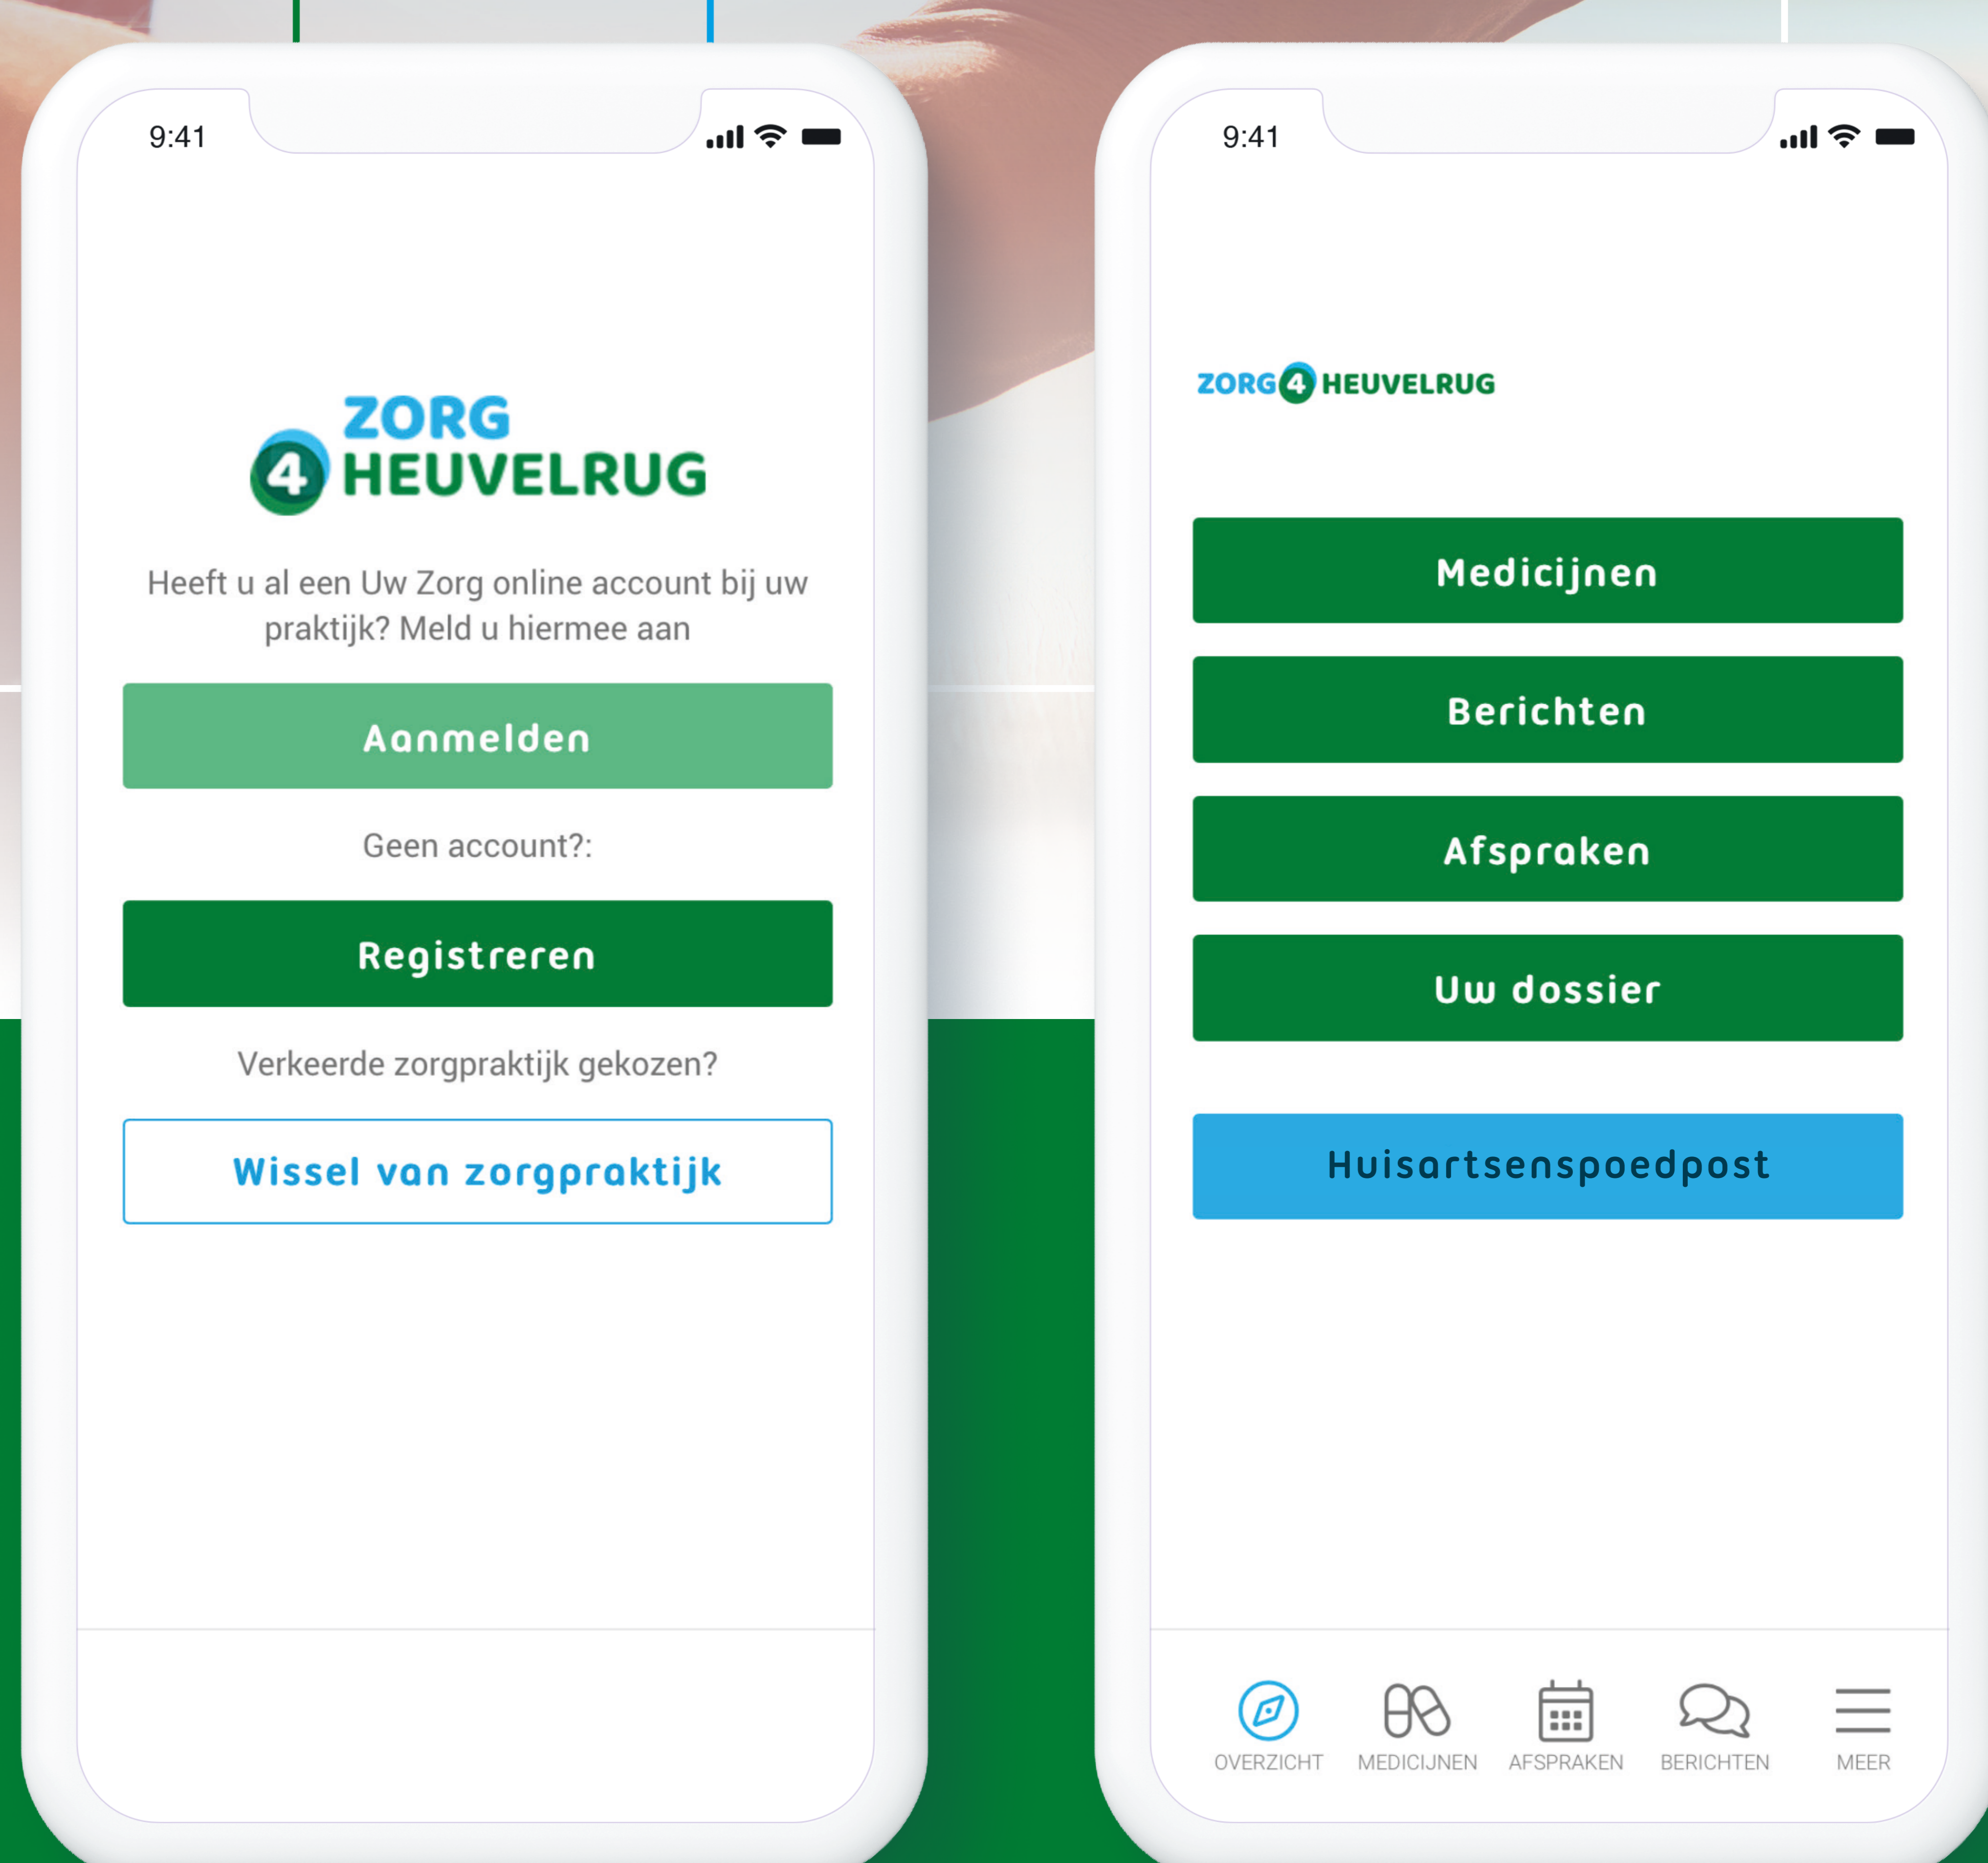 9:41
ZORG
4 HEUVELRUG
Heeft u al een Uw Zorg online account bij uw
praktijk? Meld u hiermee aan
Aanmelden
Geen account?:
Registreren
Verkeerde zorgpraktijk gekozen?
Wissel van zorgpraktijk
9:41
ZORG 4 HEUVELRUG
Medicijnen
Berichten
Afspraken
Uw dossier
Huisartsenspoedpost
OVERZICHT MEDICIJNEN AFSPRAKEN BERICHTEN MEER